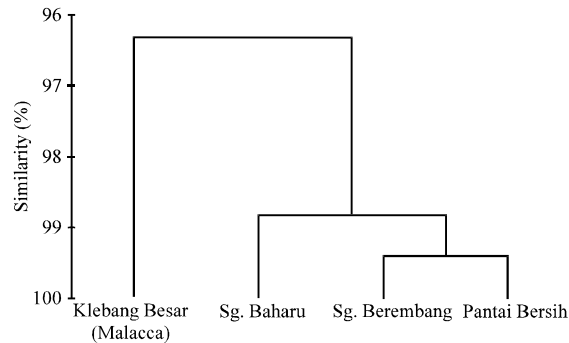 96
97
98
99
100
Similarity (%)
Klebang Besar
(Malacca)
Sg. Baharu
Sg. Berembang
Pantai Bersih